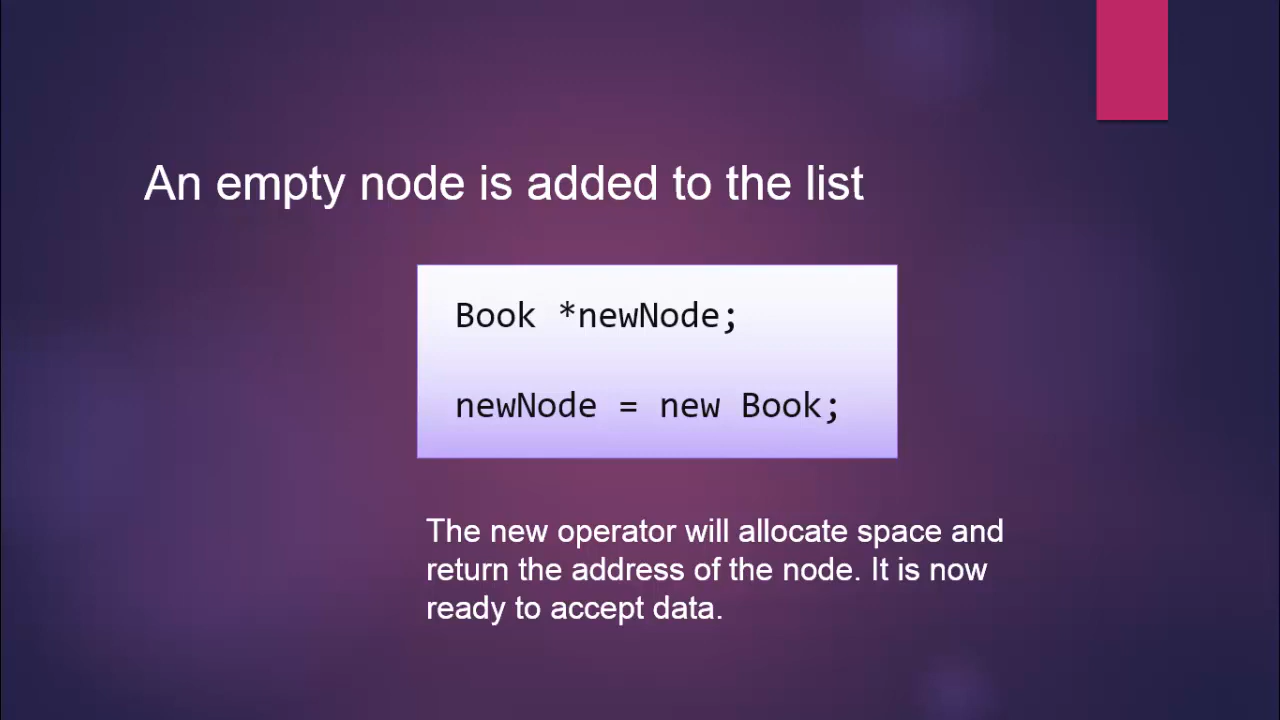 An empty node is added to the list
Book *newNode;
newNode = new Book;
The new operator will allocate space and
return the address of the node. It is now
ready to accept data.